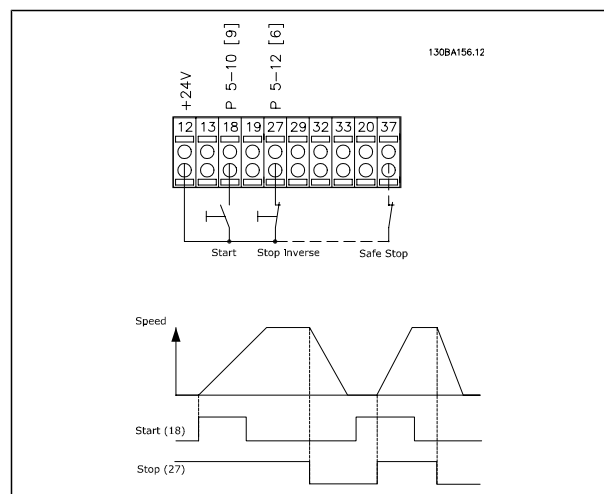 130BA156.12
+24V
P 5-10 [9]
P 5-12 [6]
12 13 18 19 27 29 32 33 20 37
Start Stop Inverse Safe Stop
Speed
Start (18)
Stop (27)